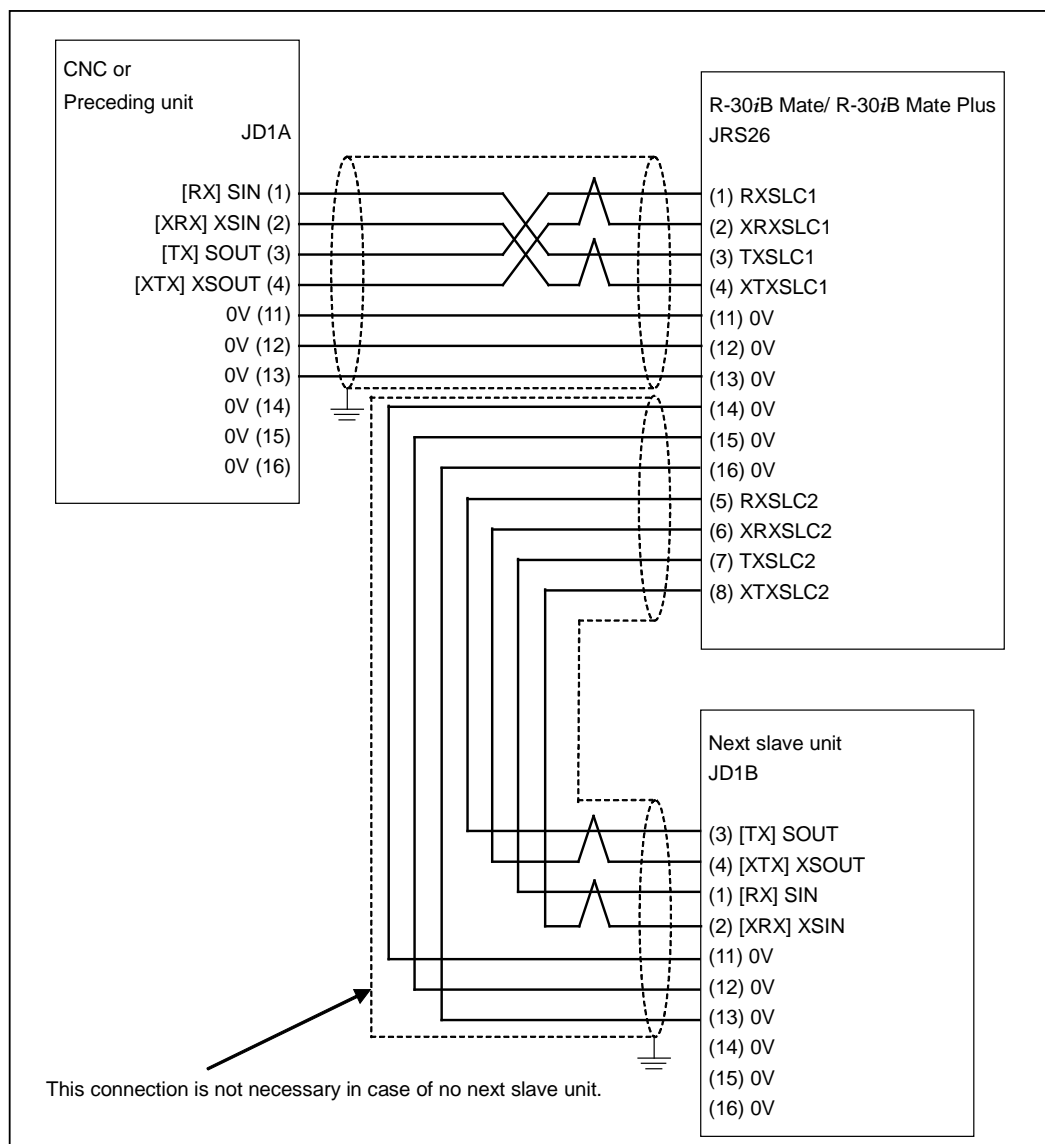 CNC or
Preceding unit
JD1A
[RX] SIN (1)
[XRX] XSIN (2)
[TX] SOUT (3)
[XTX] XSOUT (4)
0V (11)
0V (12)
0V (13)
0V (14)
0V (15)
0V (16)
R-30iB Mate/ R-30iB Mate Plus
JRS26
(1) RXSLC1
(2) XRXSLC1
(3) TXSLC1
(4) XTXSLC1
(11) 0V
(12) 0V
(13) 0V
(14) 0V
(15) 0V
(16) 0V
(5) RXSLC2
(6) XRXSLC2
(7) TXSLC2
(8) XTXSLC2
Next slave unit
JD1B
(3) [TX] SOUT
(4) [XTX] XSOUT
(1) [RX] SIN
(2) [XRX] XSIN
(11) 0V
(12) 0V
(13) 0V
(14) 0V
(15) 0V
(16) 0V
This connection is not necessary in case of no next slave unit.